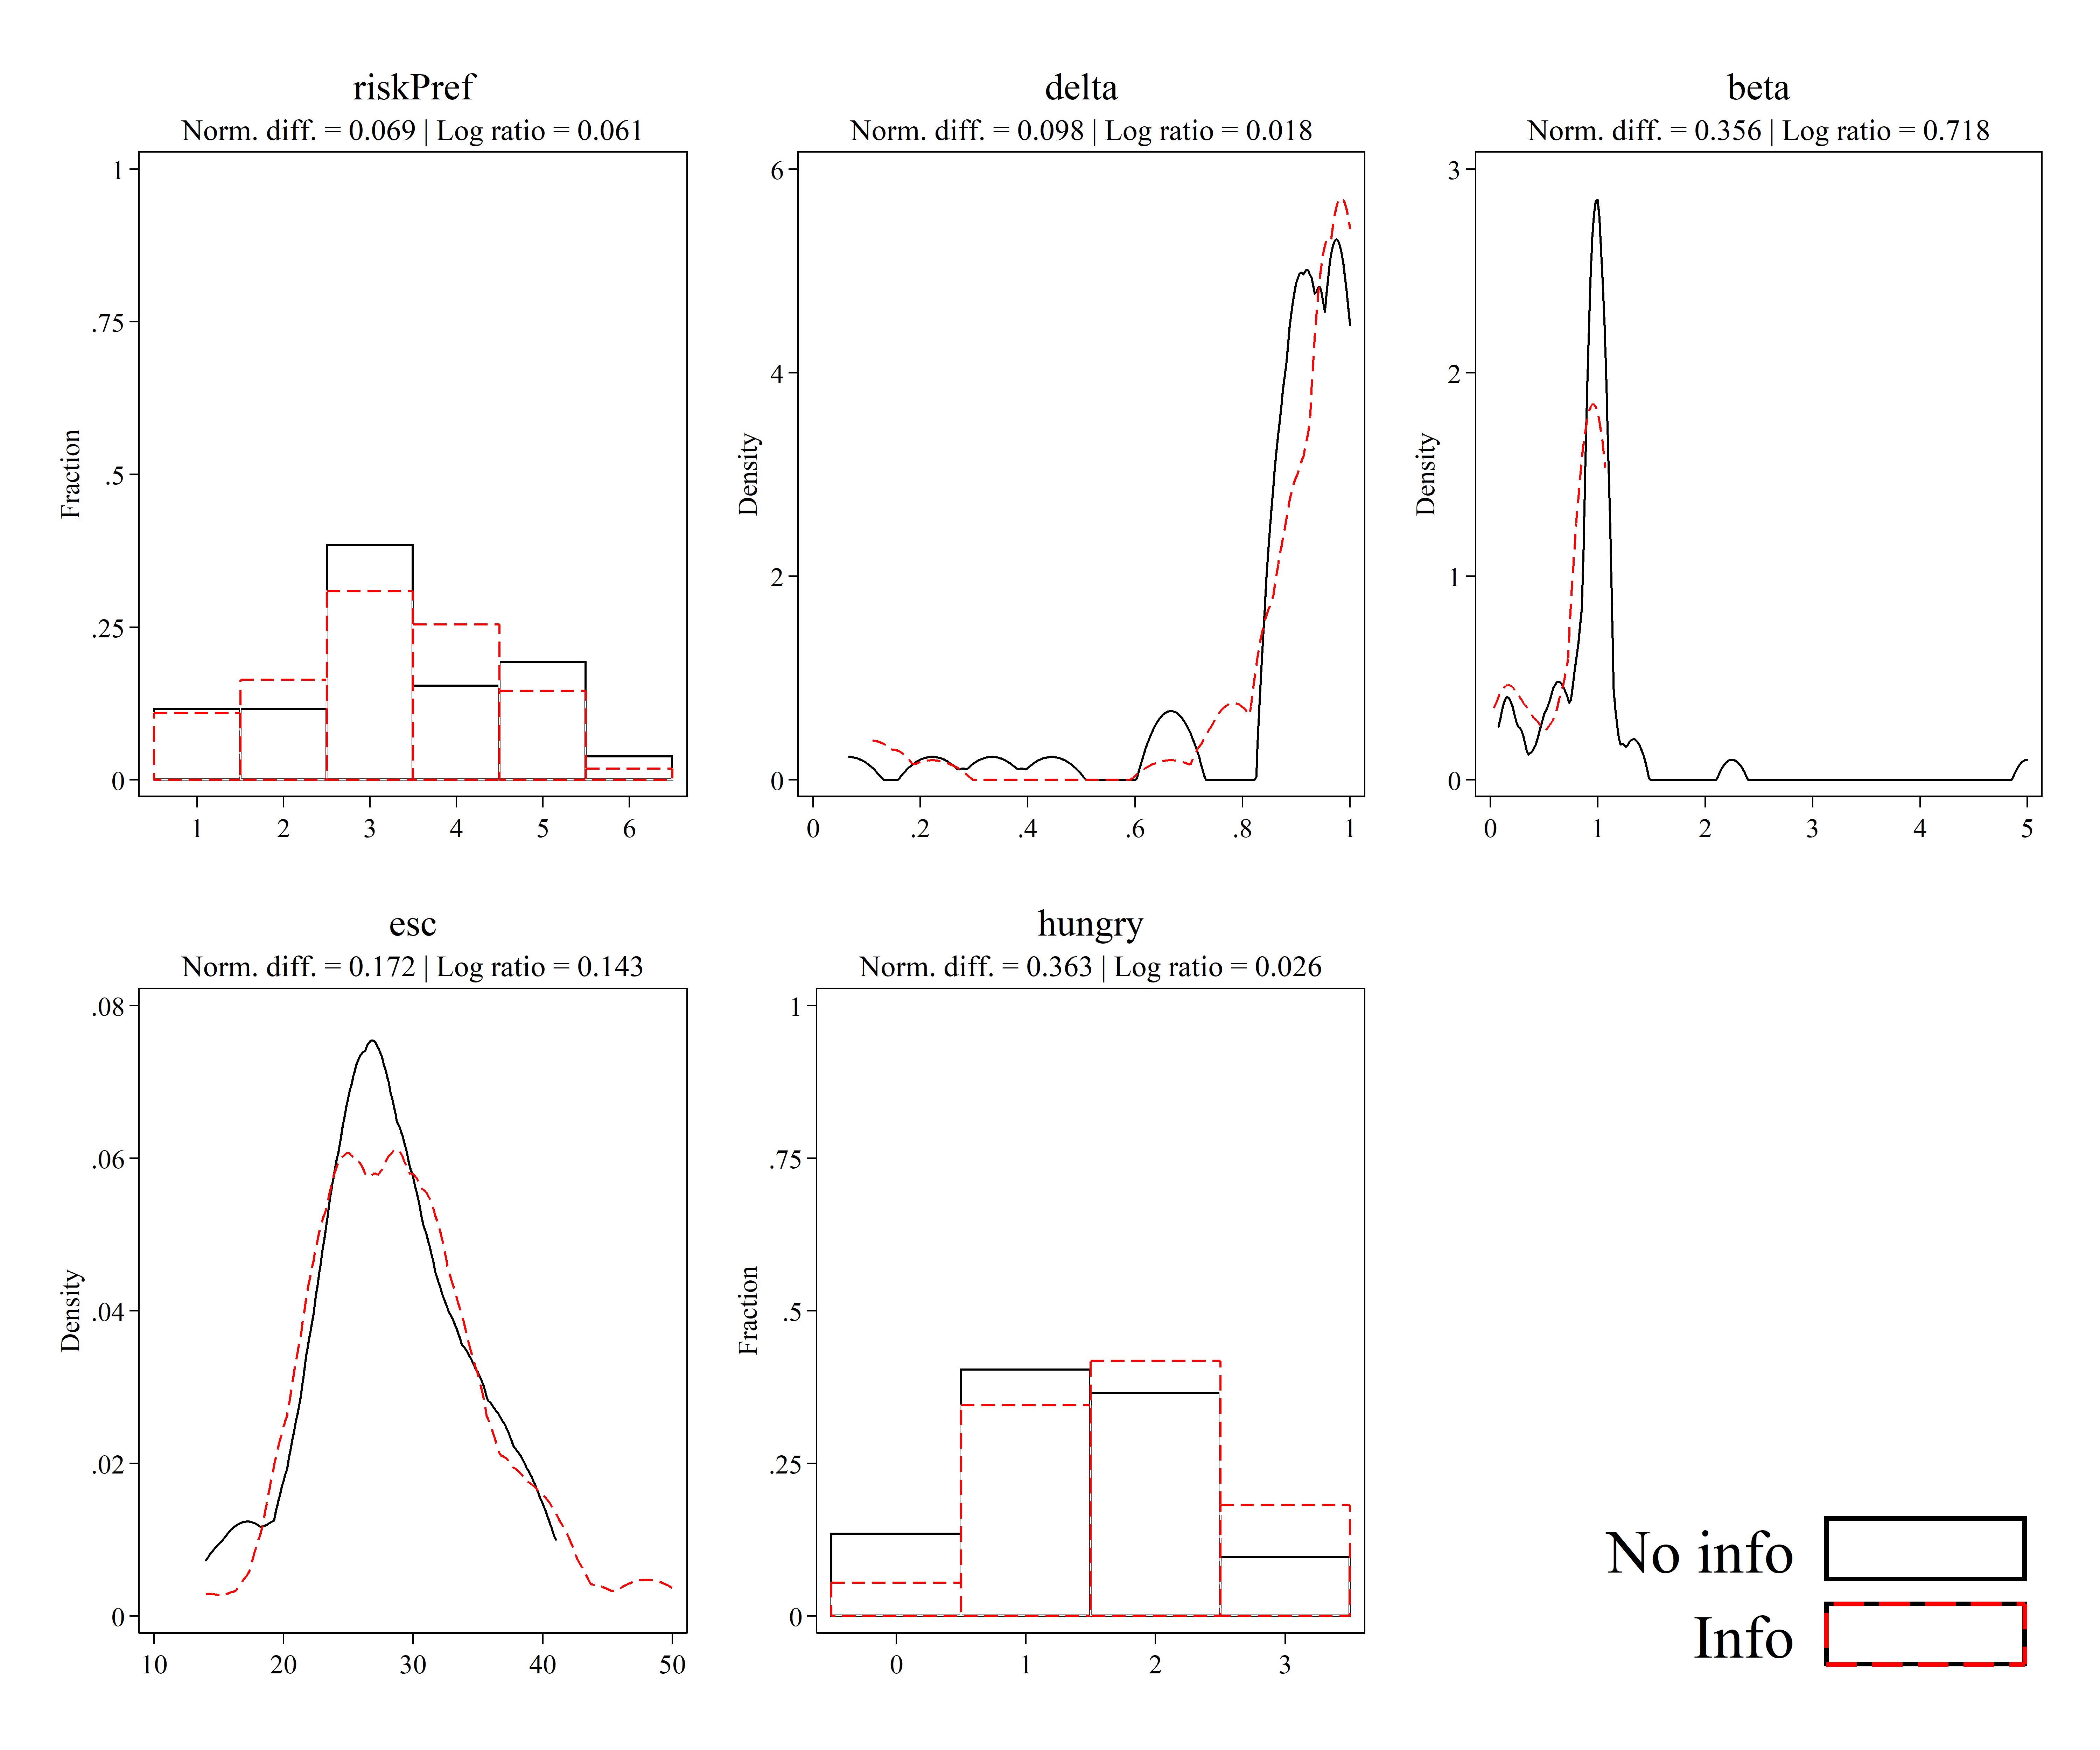 riskPref
Norm. diff. = 0.069 | Log ratio = 0.061
1
.75
.5
.25
0
Fraction
1 2 3 4 5 6
delta
Norm. diff. = 0.098 | Log ratio = 0.018
6
4
2
0
Density
0 .2 .4 .6 .8 1
beta
Norm. diff. = 0.356 | Log ratio = 0.718
3
2
1
0
Density
0 1 2 3 4 5
esc
Norm. diff. = 0.172 | Log ratio = 0.143
.08
.06
.04
.02
0
Density
10 20 30 40 50
hungry
Norm. diff. = 0.363 | Log ratio = 0.026
1
.75
.5
.25
0
Fraction
0 1 2 3
No info
Info